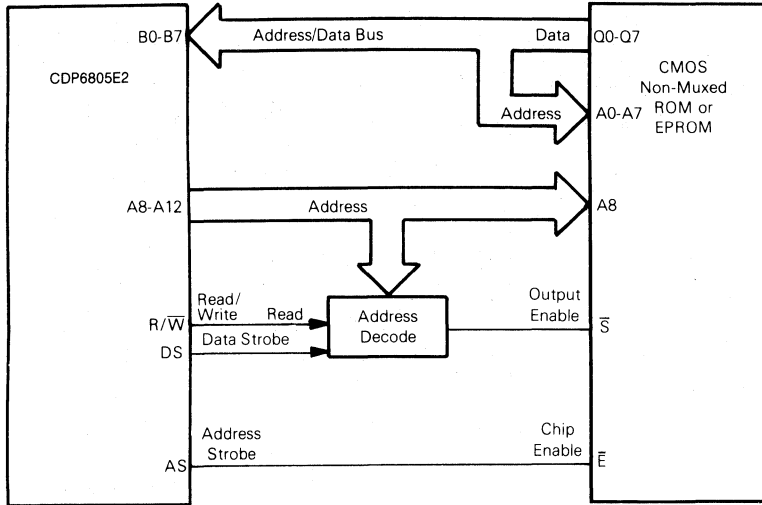 B0-B7
Address/Data Bus
Data
Q0-Q7
CDP6805E2
CMOS
Non-Muxed
ROM or
EPROM
Address
A0-A7
A8-A12
Address
A8
R/W̅
Read/
Write
Read
Address
Decode
Output
Enable
S̅
DS
Data Strobe
AS
Address
Strobe
Chip
Enable
E̅